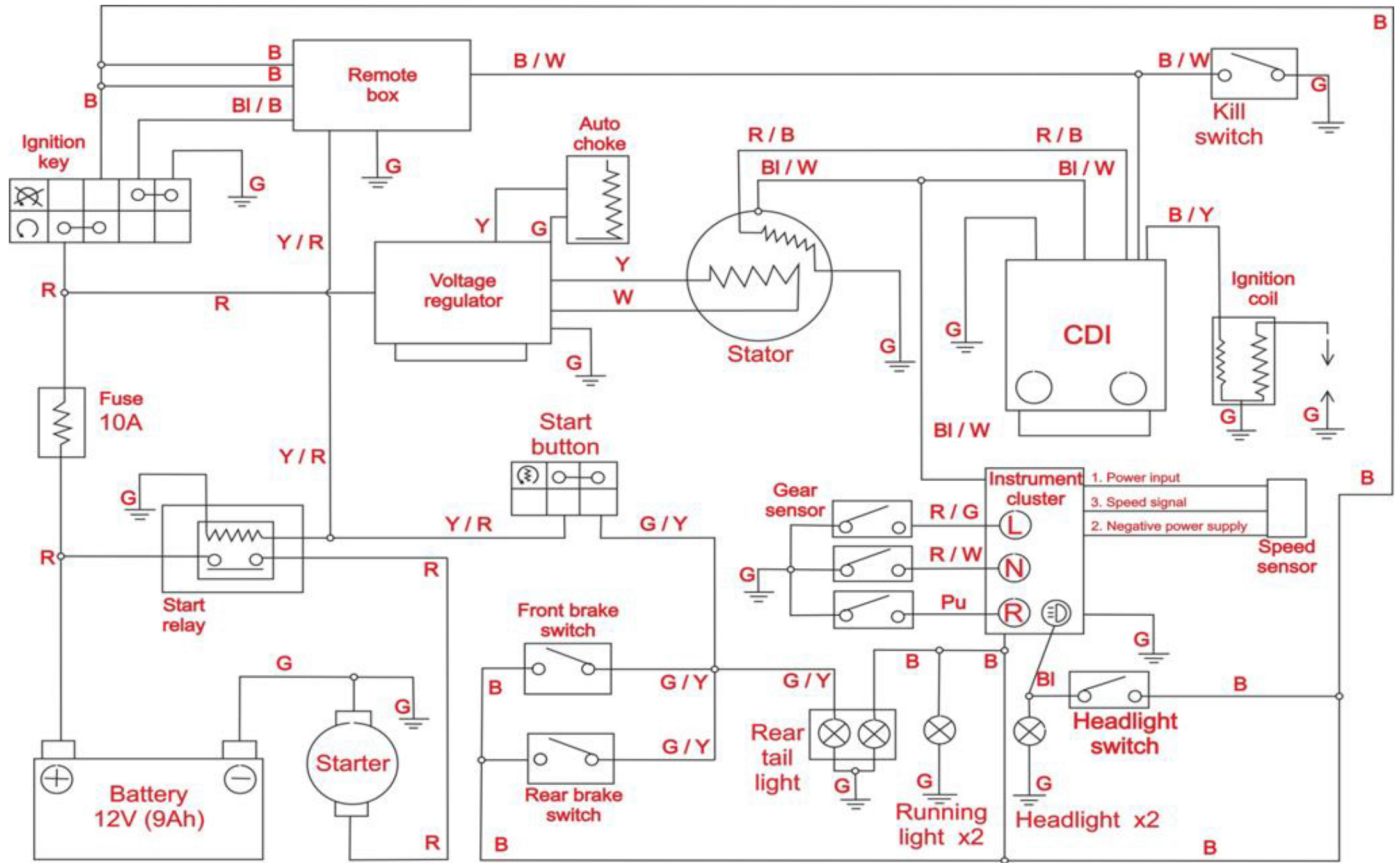 B
B
B
B / W
B / W
Kill
switch
G
Remote
box
B
Bl / B
G
Ignition
key
G
Auto
choke
R / B
R / B
Bl / W
Bl / W
B / Y
Y / R
Y
G
Voltage
regulator
Y
W
Stator
G
G
R
R
G
CDI
Ignition
coil
G
G
Fuse
10A
Y / R
Start
button
Bl / W
B
G
Y / R
G / Y
Gear
sensor
R / G
R / W
Pu
G
Instrument
cluster
L
N
R
1. Power input
3. Speed signal
2. Negative power supply
Speed
sensor
R
R
Start
relay
Front brake
switch
B
G / Y
G / Y
G / Y
Rear brake
switch
B
B
G
Bl
B
Headlight
switch
G
G
Starter
Battery
12V (9Ah)
R
Rear
tail
light
G
G
Running
light x2
G
Headlight x2
B
B